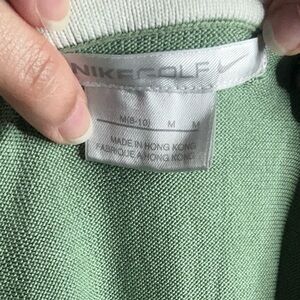 NIKEGOLF
M(8-10) M M
MADE IN HONG KONG
FABRIQUÉ A HONG KONG